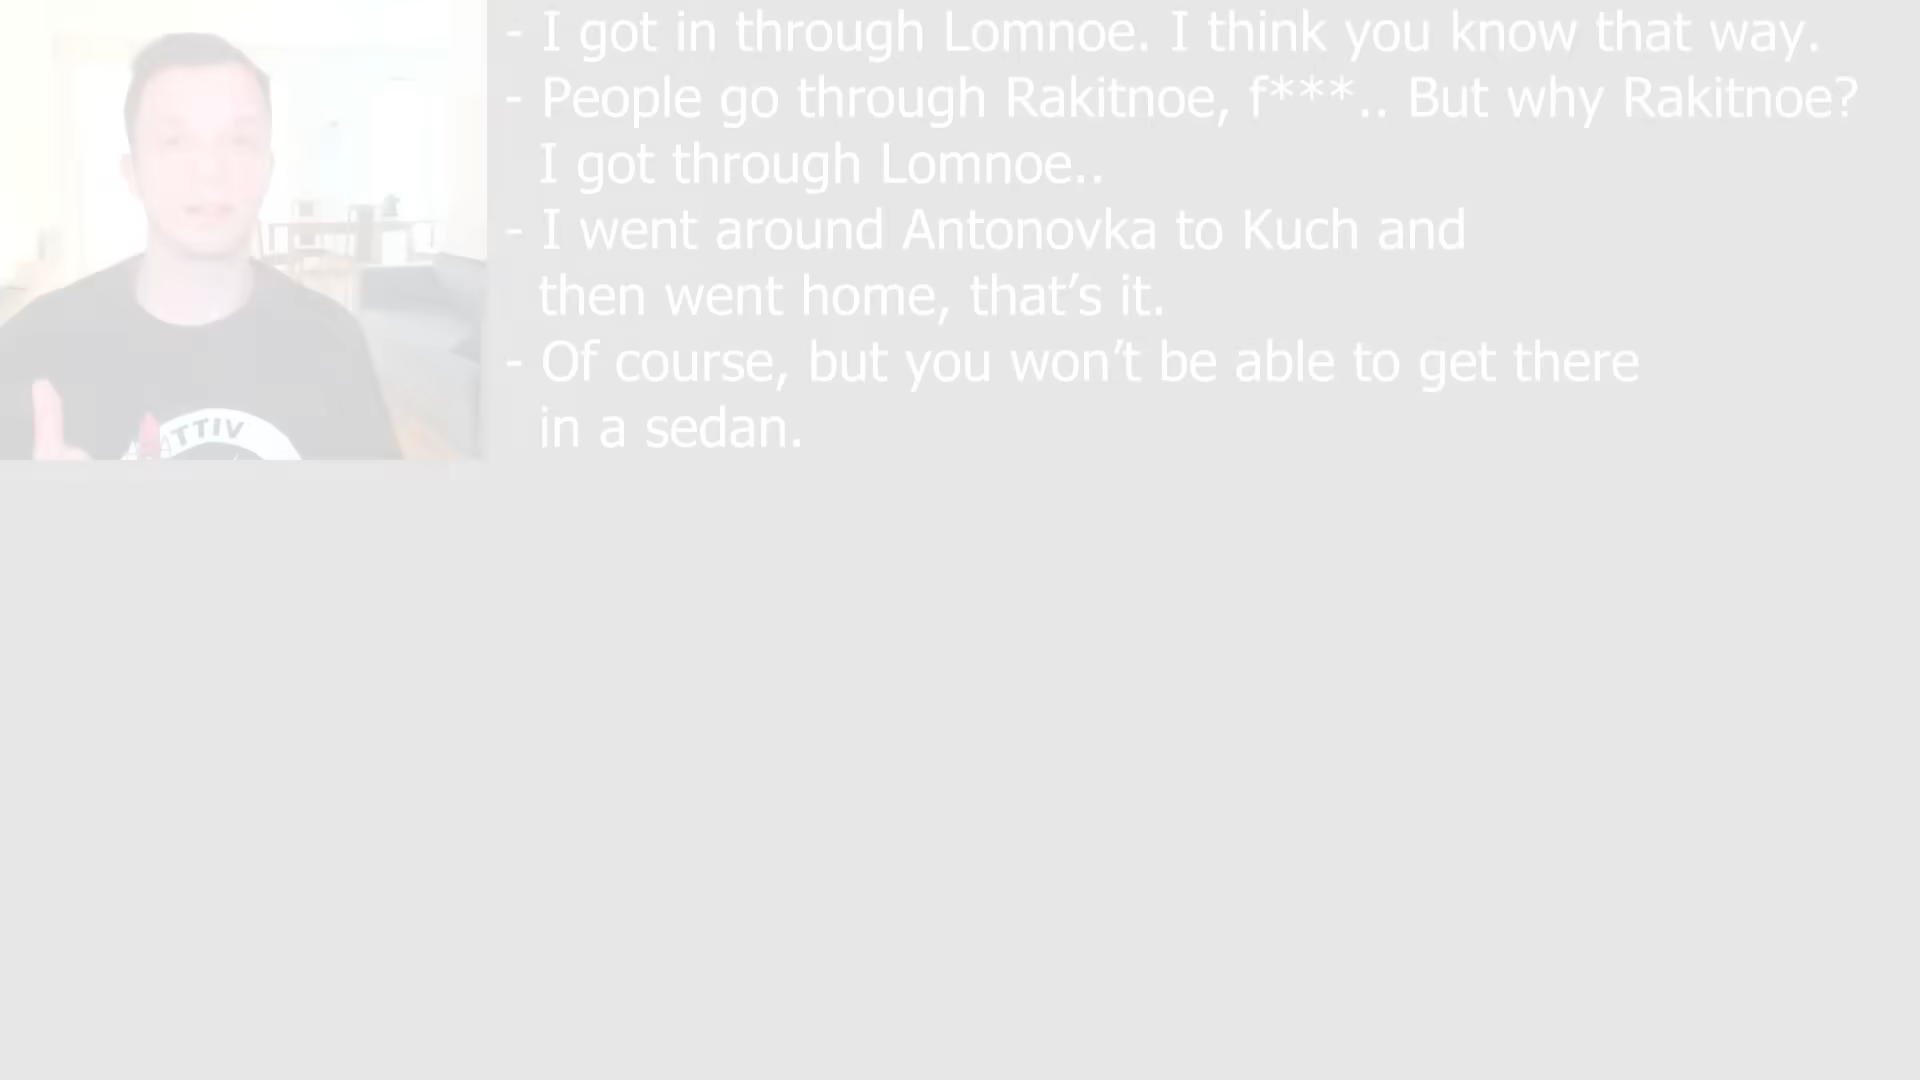 - I got in through Lomnoe. I think you know that way.
- People go through Rakitnoe, f***.. But why Rakitnoe?
I got through Lomnoe..
- I went around Antonovka to Kuch and
then went home, that’s it.
- Of course, but you won’t be able to get there
in a sedan.
ATTIV